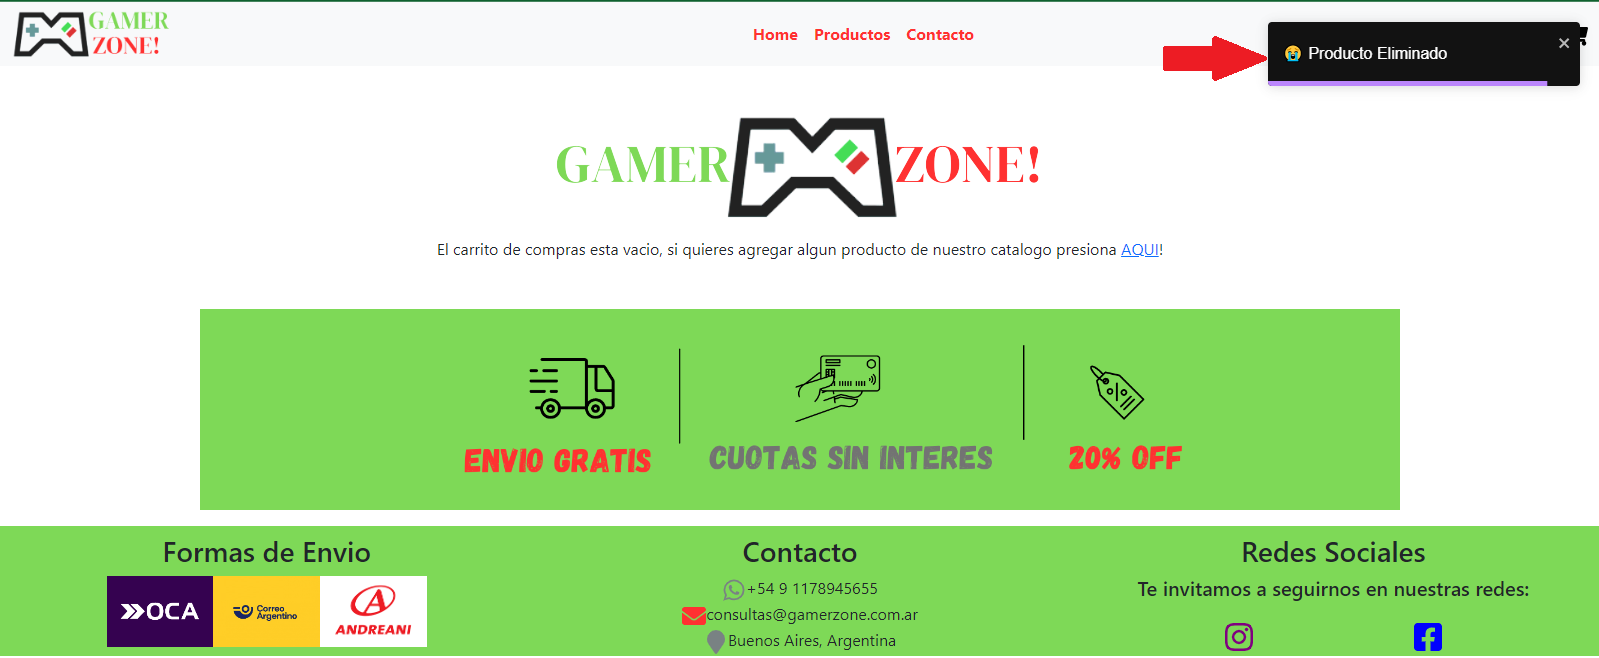 GAMER
ZONE!
Home Productos Contacto
😭 Producto Eliminado
GAMER ZONE!
El carrito de compras esta vacio, si quieres agregar algun producto de nuestro catalogo presiona AQUI!
ENVIO GRATIS
CUOTAS SIN INTERES
20% OFF
Formas de Envio
OCA
Correo
Argentino
ANDREANI
Contacto
+54 9 1178945655
consultas@gamerzone.com.ar
Buenos Aires, Argentina
Redes Sociales
Te invitamos a seguirnos en nuestras redes: